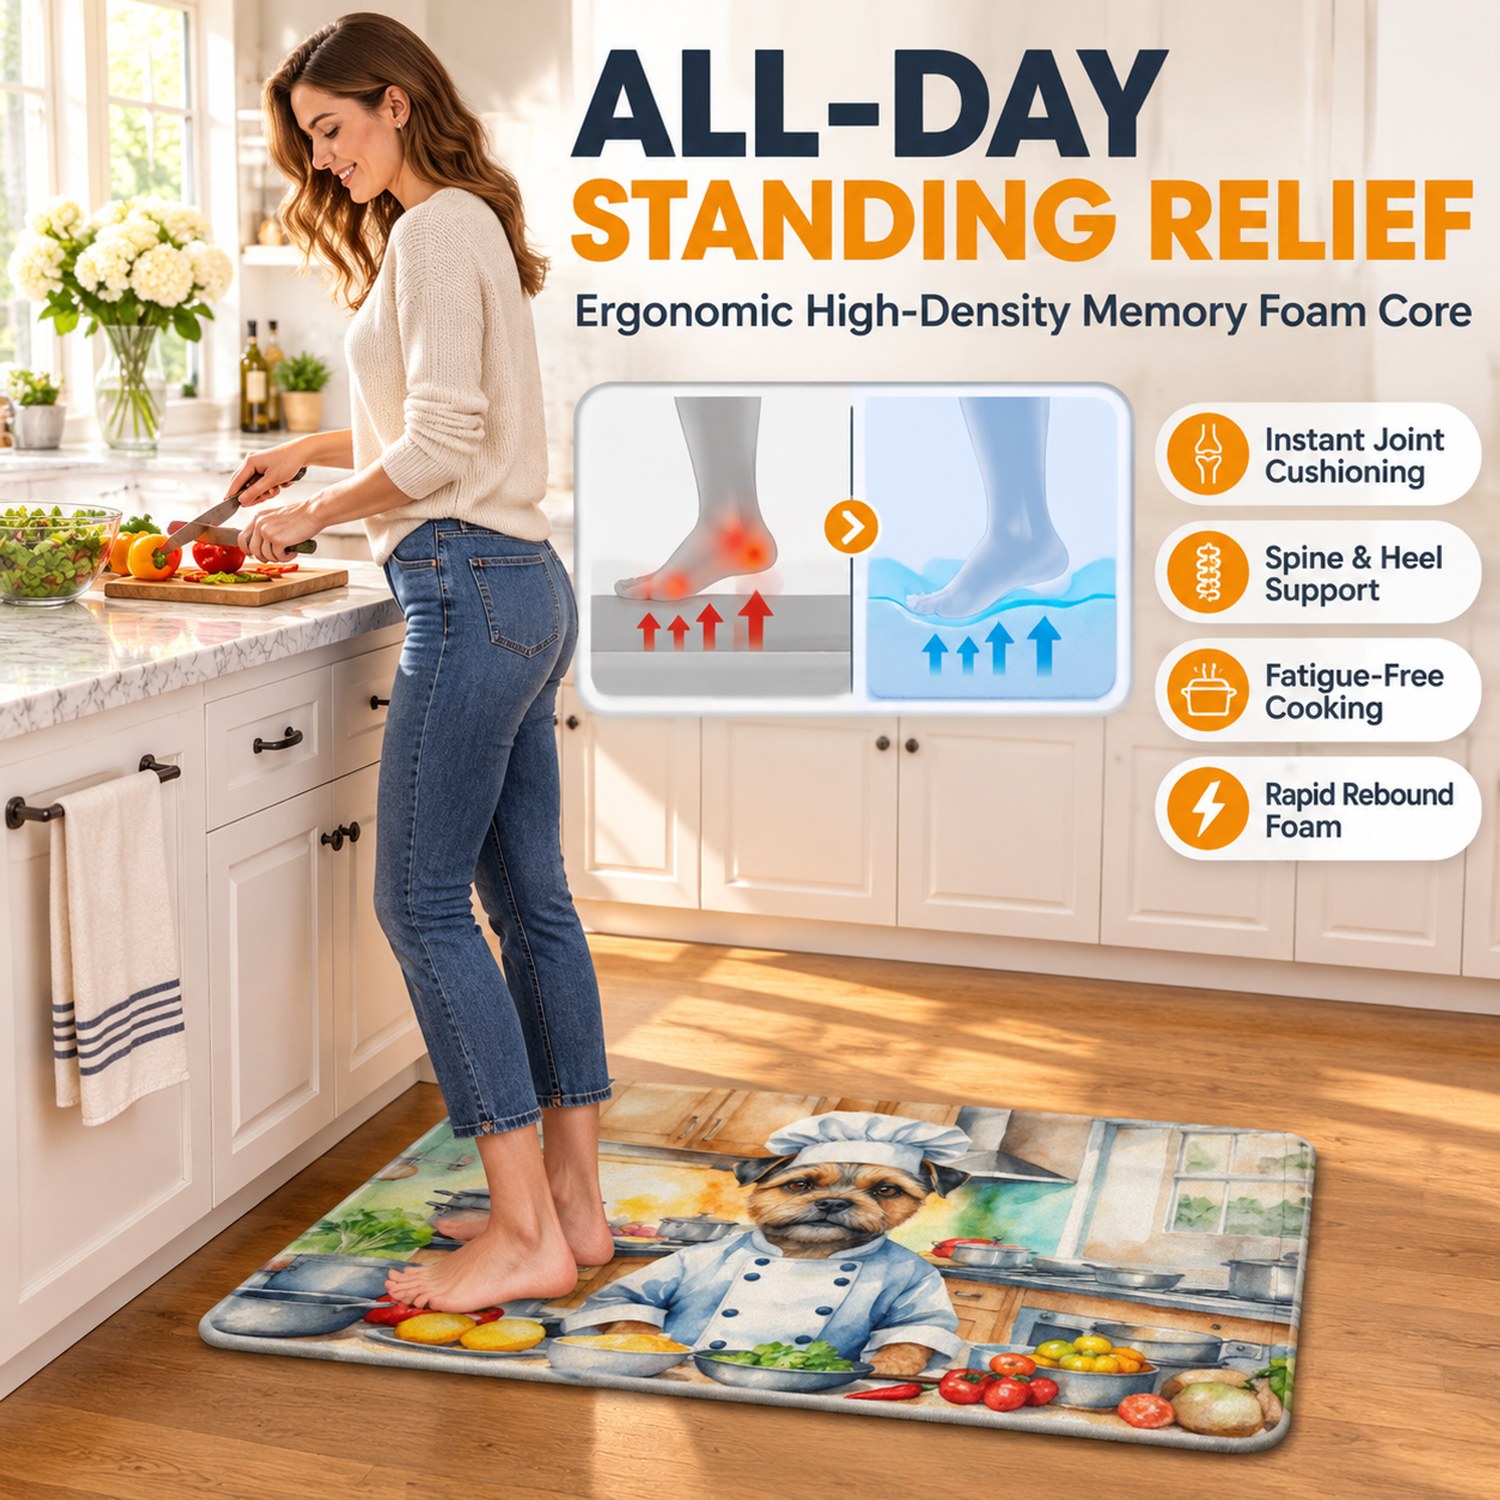 ALL-DAY
STANDING RELIEF
Ergonomic High-Density Memory Foam Core
Instant Joint
Cushioning
Spine & Heel
Support
Fatigue-Free
Cooking
Rapid Rebound
Foam